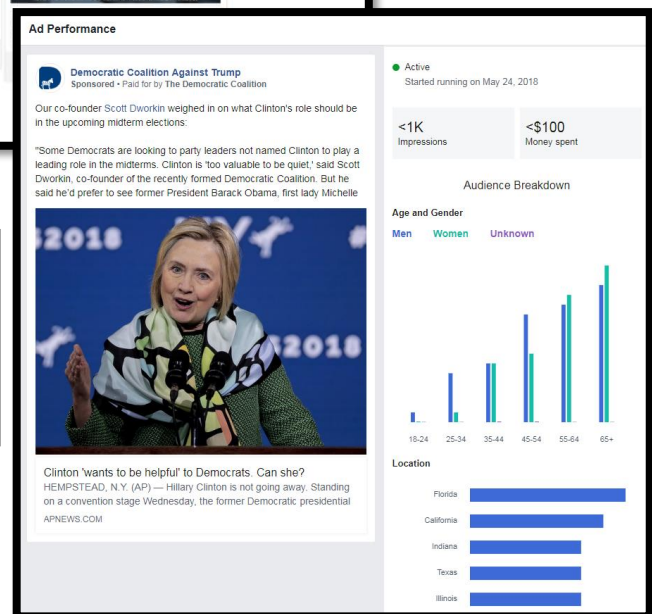 Ad Performance
Democratic Coalition Against Trump
Sponsored • Paid for by The Democratic Coalition
Our co-founder Scott Dworkin weighed in on what Clinton's role should be
in the upcoming midterm elections:
"Some Democrats are looking to party leaders not named Clinton to play a
leading role in the midterms. Clinton is 'too valuable to be quiet,' said Scott
Dworkin, co-founder of the recently formed Democratic Coalition. But he
said he'd prefer to see former President Barack Obama, first lady Michelle
S2018
#
S2018
Clinton 'wants to be helpful' to Democrats. Can she?
HEMPSTEAD, N.Y. (AP) — Hillary Clinton is not going away. Standing
on a convention stage Wednesday, the former Democratic presidential
APNEWS.COM
Active
Started running on May 24, 2018
<1K
Impressions
<$100
Money spent
Audience Breakdown
Age and Gender
Men Women Unknown
18-24 25-34 35-44 45-54 55-64 65+
Location
Florida
California
Indiana
Texas
Illinois